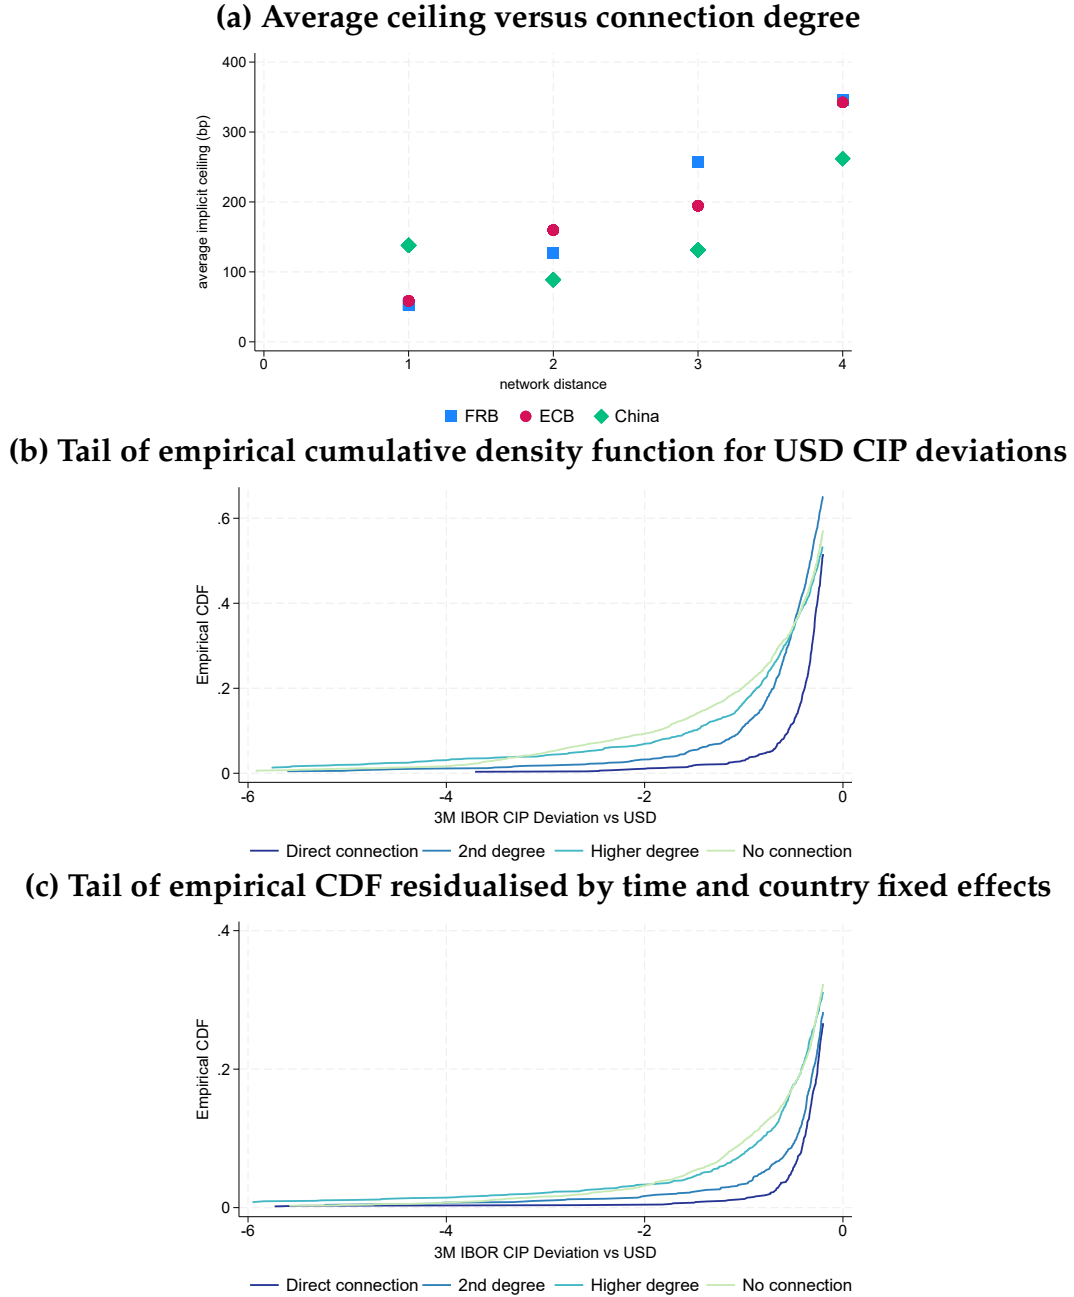 (a) Average ceiling versus connection degree
400
300
200
100
0
average implicit ceiling (bp)
0 1 2 3 4
network distance
FRB ECB China
(b) Tail of empirical cumulative density function for USD CIP deviations
.6
.4
.2
0
Empirical CDF
-6 -4 -2 0
3M IBOR CIP Deviation vs USD
Direct connection 2nd degree Higher degree No connection
(c) Tail of empirical CDF residualised by time and country fixed effects
.4
.2
0
Empirical CDF
-6 -4 -2 0
3M IBOR CIP Deviation vs USD
Direct connection 2nd degree Higher degree No connection